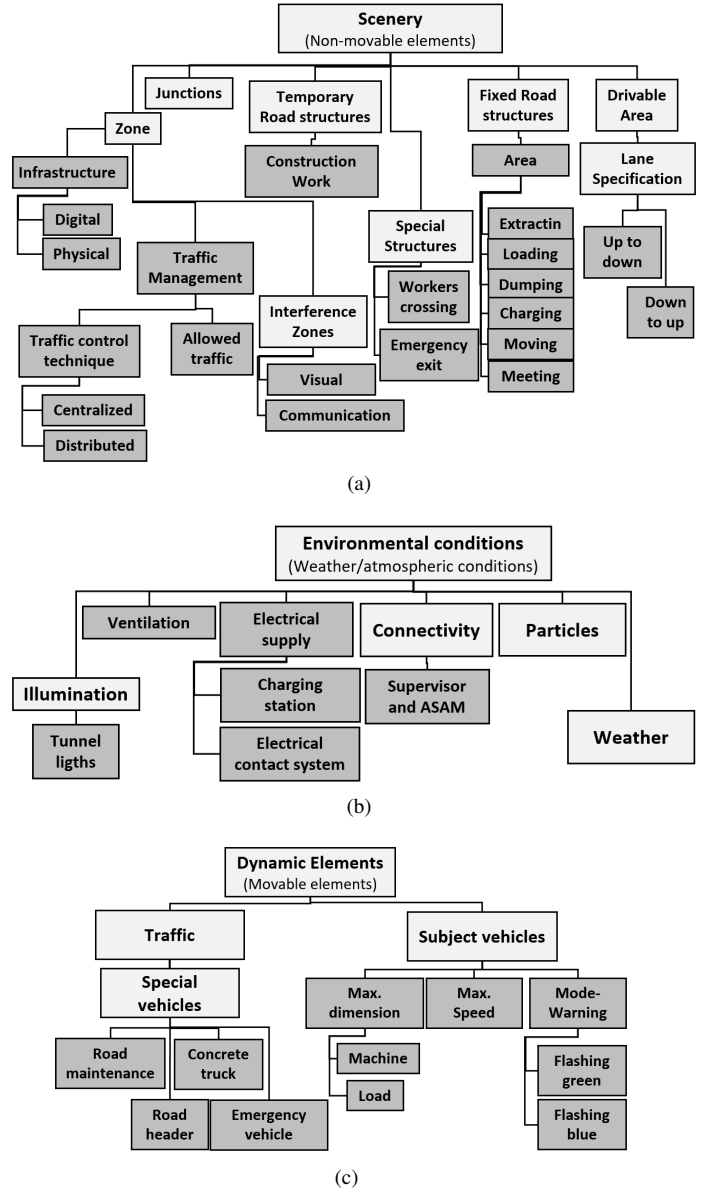 Scenery
(Non-movable elements)
Junctions
Temporary
Road structures
Fixed Road
structures
Drivable
Area
Zone
Construction
Work
Area
Lane
Specification
Infrastructure
Digital
Physical
Traffic
Management
Special
Structures
Workers
crossing
Emergency
exit
Extractin
Loading
Dumping
Charging
Moving
Meeting
Up to
down
Down
to up
Interference
Zones
Visual
Communication
Traffic control
technique
Allowed
traffic
Centralized
Distributed
(a)
Environmental conditions
(Weather/atmospheric conditions)
Ventilation
Electrical
supply
Connectivity
Particles
Illumination
Tunnel
ligths
Charging
station
Supervisor
and ASAM
Electrical
contact system
Weather
(b)
Dynamic Elements
(Movable elements)
Traffic
Subject vehicles
Special
vehicles
Max.
dimension
Max.
Speed
Mode-
Warning
Road
maintenance
Concrete
truck
Machine
Load
Flashing
green
Road
header
Emergency
vehicle
Flashing
blue
(c)